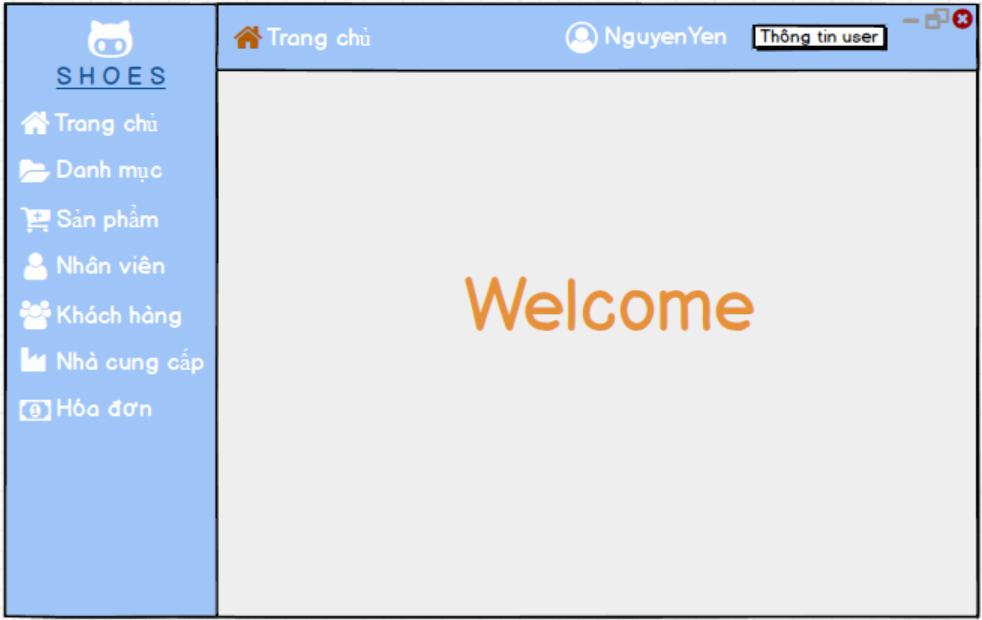 SHOES
Trang chủ
Danh mục
Sản phẩm
Nhân viên
Khách hàng
Nhà cung cấp
Hóa đơn
Trang chủ
NguyenYen
Thông tin user
Welcome